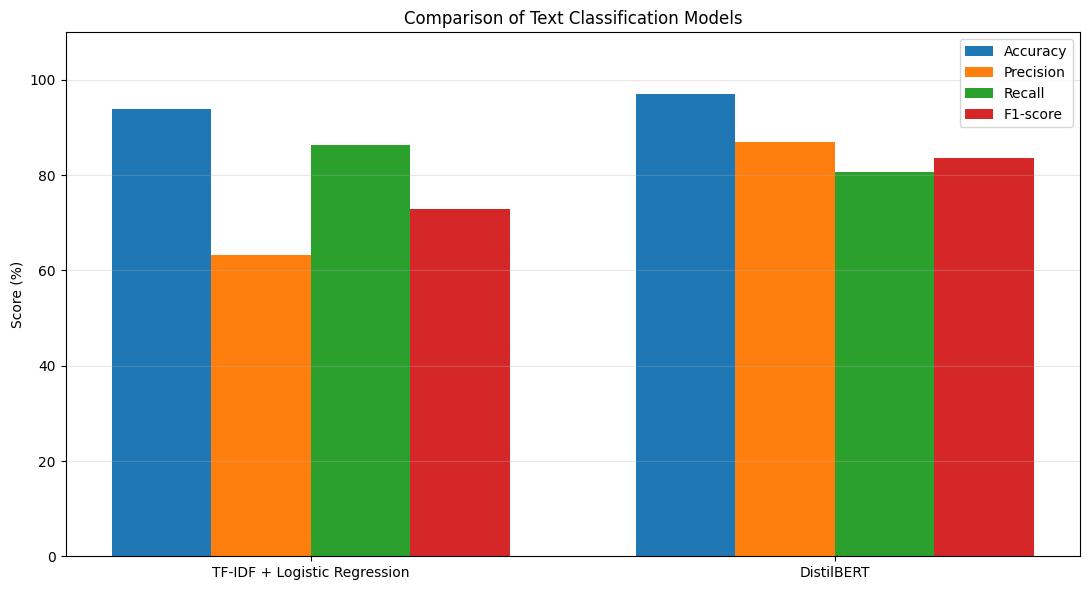 Comparison of Text Classification Models
Accuracy
Precision
Recall
F1-score
Score (%)
100
80
60
40
20
0
TF-IDF + Logistic Regression
DistilBERT